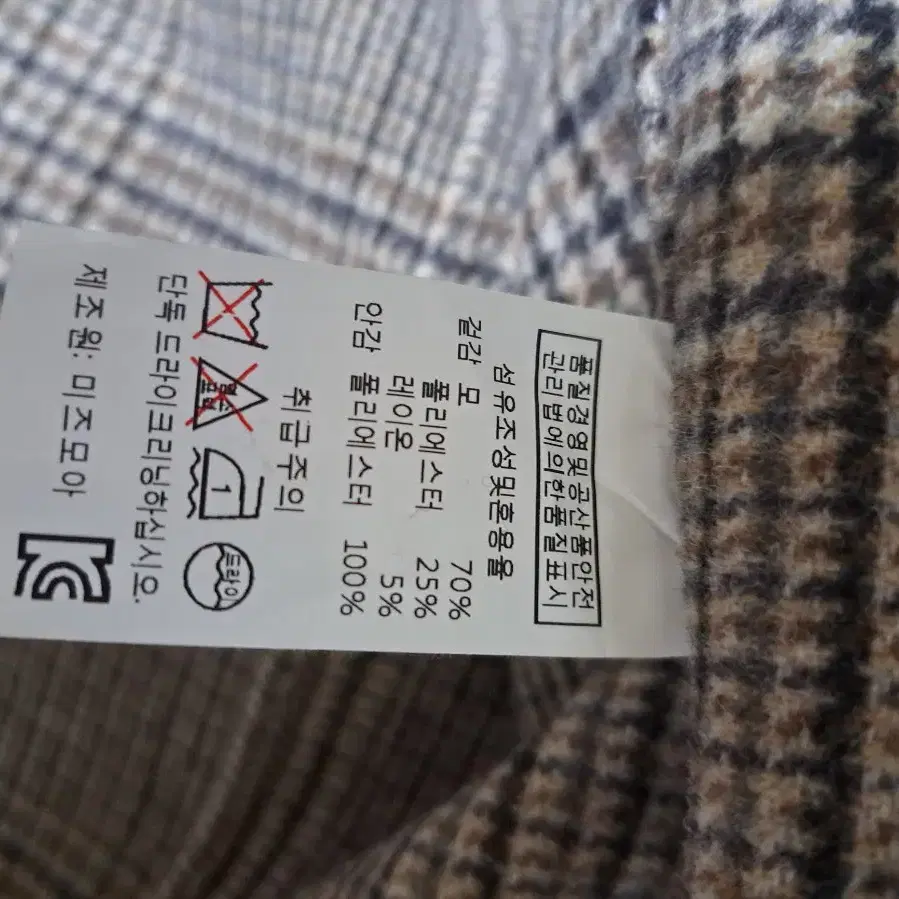 품질경영및공산품안전
관리법에의한품질표시
섬유조성및혼용율
겉감 모 70%
폴리에스터 25%
레이온 5%
안감 폴리에스터 100%
취급주의
1
드라이
단독 드라이크리닝하십시요.
제조원: 미즈모아